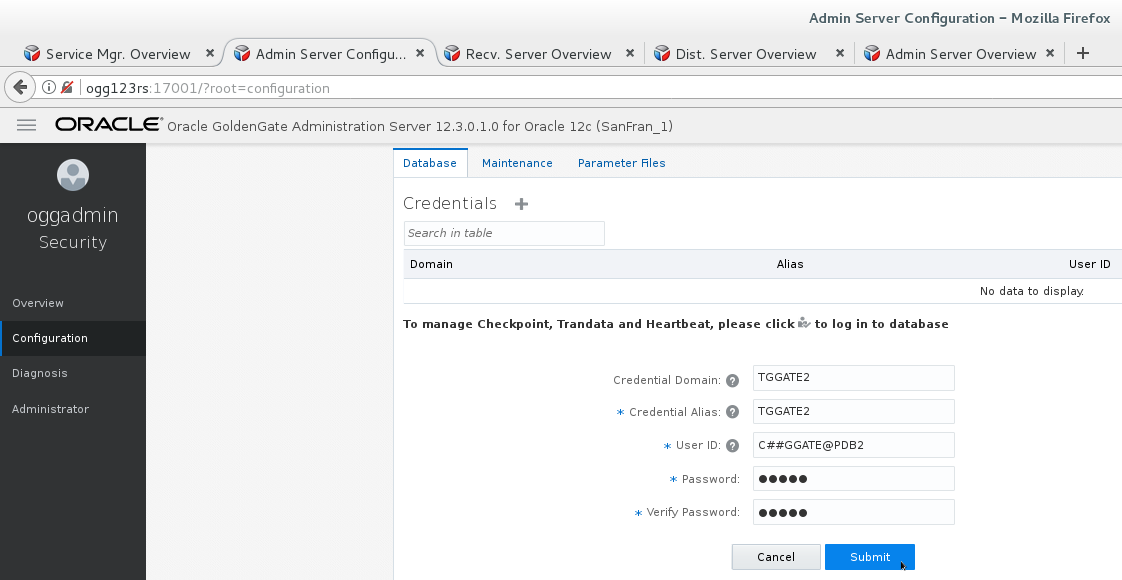 Admin Server Configuration – Mozilla Firefox
Service Mgr. Overview × Admin Server Configu... × Recv. Server Overview × Dist. Server Overview × Admin Server Overview × +
ogg123rs:17001/?root=configuration
ORACLE® Oracle GoldenGate Administration Server 12.3.0.1.0 for Oracle 12c (SanFran_1)
oggadmin
Security
Overview
Configuration
Diagnosis
Administrator
Database Maintenance Parameter Files
Credentials +
Search in table
Domain Alias User ID
No data to display.
To manage Checkpoint, Trandata and Heartbeat, please click to log in to database
Credential Domain: ? TGGATE2
* Credential Alias: ? TGGATE2
* User ID: ? C##GGATE@PDB2
* Password: ●●●●●
* Verify Password: ●●●●●
Cancel Submit